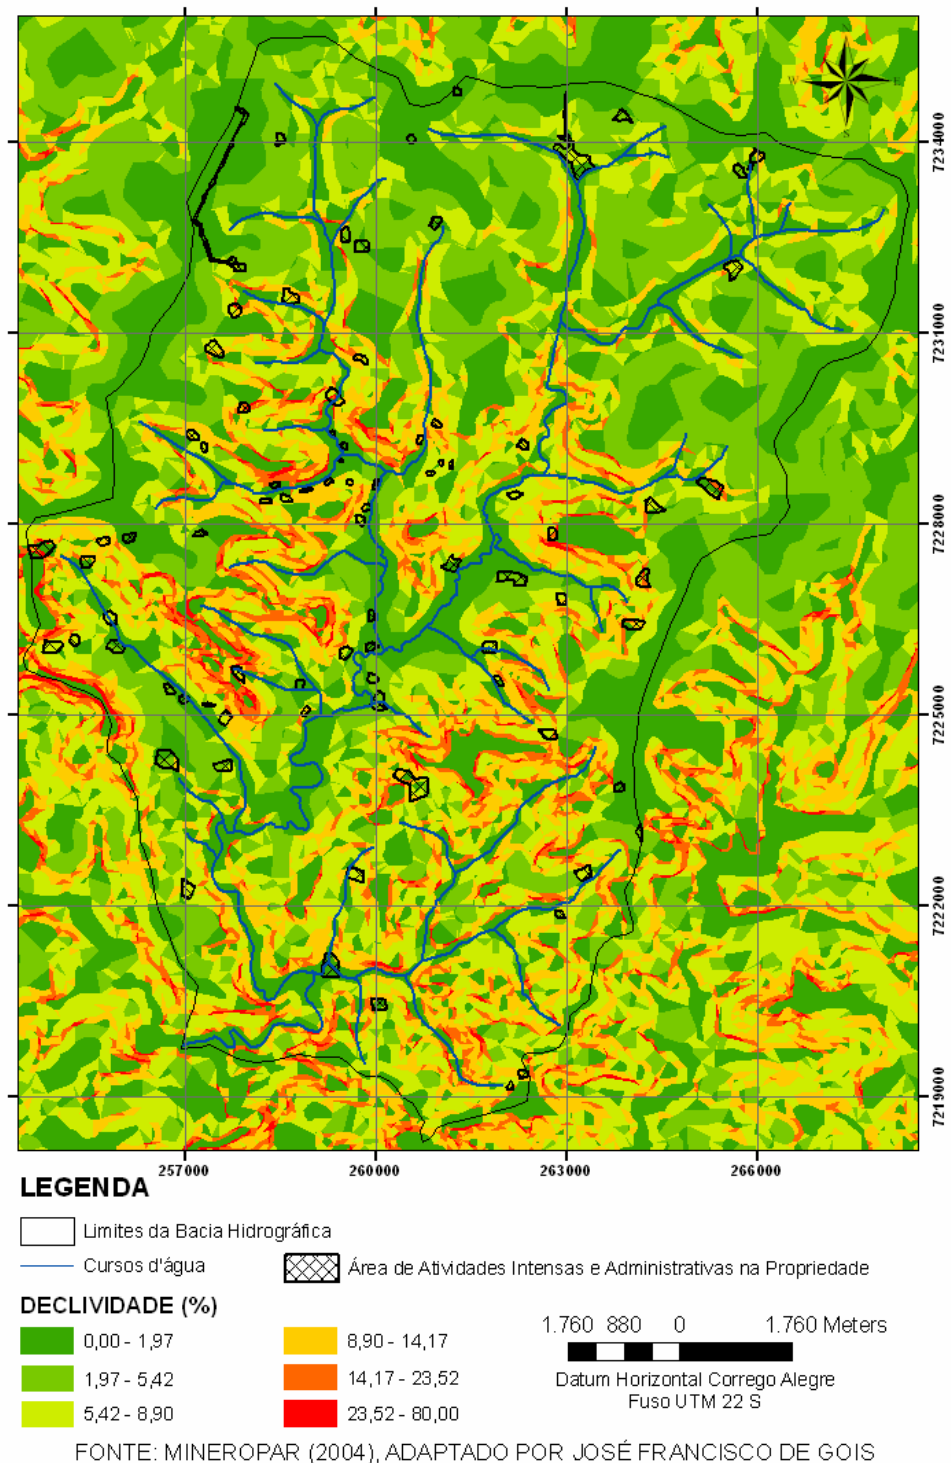 N
W E
S
7234000
7231000
7228000
7225000
7222000
7219000
257000 260000 263000 266000
LEGENDA
Limites da Bacia Hidrográfica
Cursos d'água
Área de Atividades Intensas e Administrativas na Propriedade
DECLIVIDADE (%)
0,00 - 1,97
1,97 - 5,42
5,42 - 8,90
8,90 - 14,17
14,17 - 23,52
23,52 - 80,00
1.760 880 0 1.760 Meters
Datum Horizontal Corrego Alegre
Fuso UTM 22 S
FONTE: MINEROPAR (2004), ADAPTADO POR JOSÉ FRANCISCO DE GOIS